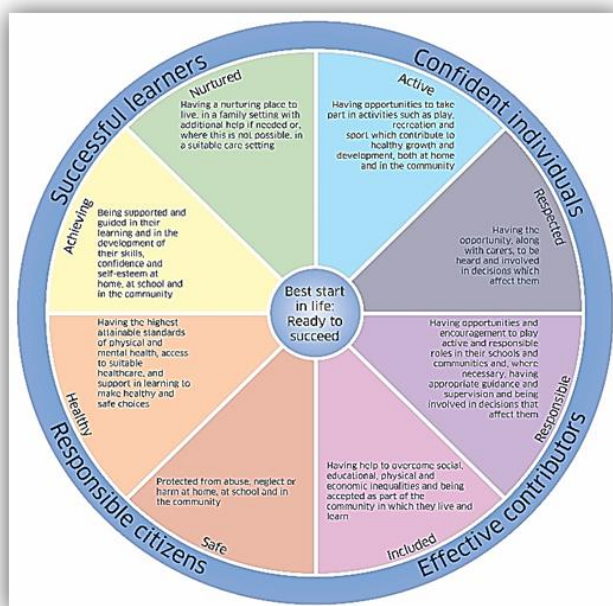 Successful learners
Confident individuals
Nurtured
Having a nurturing place to
live, in a family setting with
additional help if needed or,
where this is not possible, in
a suitable care setting
Active
Having opportunities to take
part in activities such as play,
recreation and
sport which contribute to
healthy growth and
development, both at home
and in the community
Achieving
Being supported and
guided in their
learning and in the
development of
their skills,
confidence and
self-esteem at
home, at school and
in the community
Respected
Having the
opportunity, along
with carers, to be
heard and involved
in decisions which
affect them
Best start
in life:
Ready to
succeed
Healthy
Having the highest
attainable standards
of physical and
mental health, access
to suitable
healthcare, and
support in learning to
make healthy and
safe choices
Responsible
Having opportunities and
encouragement to play
active and responsible
roles in their schools and
communities and, where
necessary, having
appropriate guidance and
supervision and being
involved in decisions that
affect them
Protected from abuse, neglect or
harm at home, at school and in
the community
Safe
Having help to overcome social,
educational, physical and
economic inequalities and being
accepted as part of the
community in which they live and
learn
Included
Responsible citizens
Effective contributors